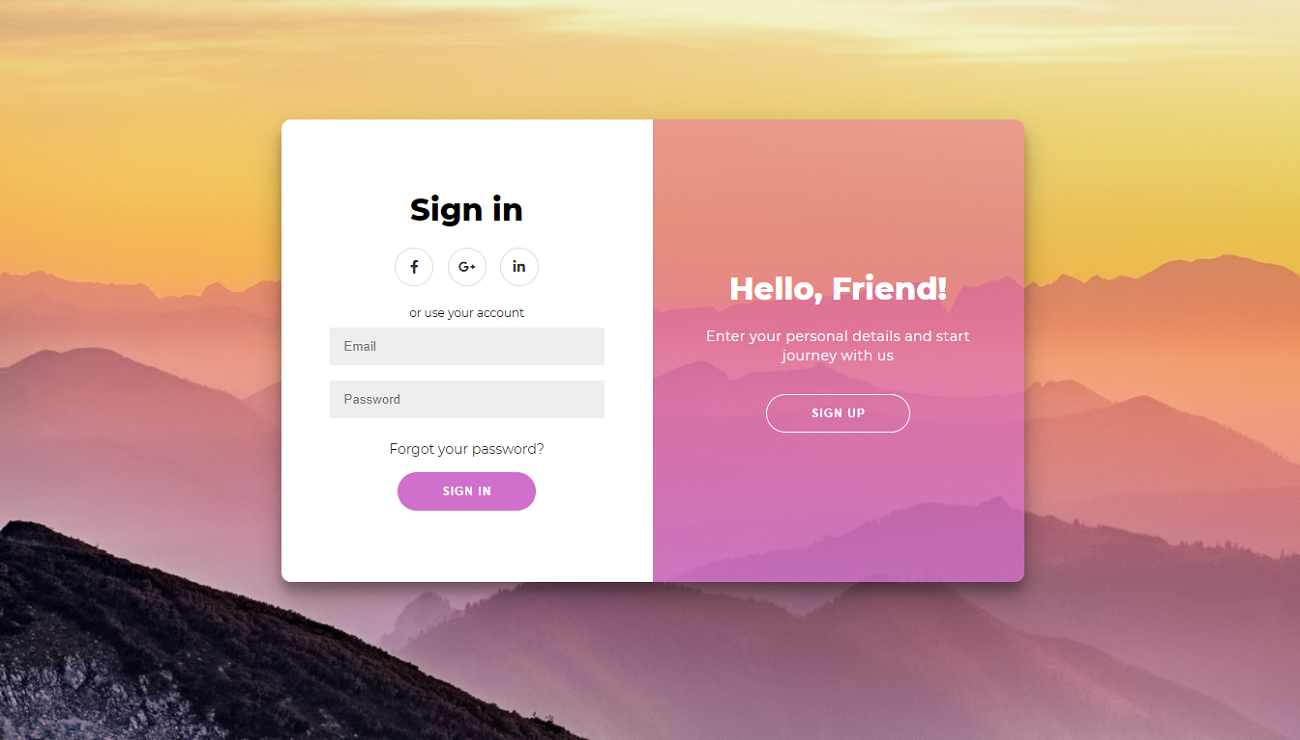 Sign in
f G+ in
or use your account
Email
Password
Forgot your password?
SIGN IN
Hello, Friend!
Enter your personal details and start
journey with us
SIGN UP